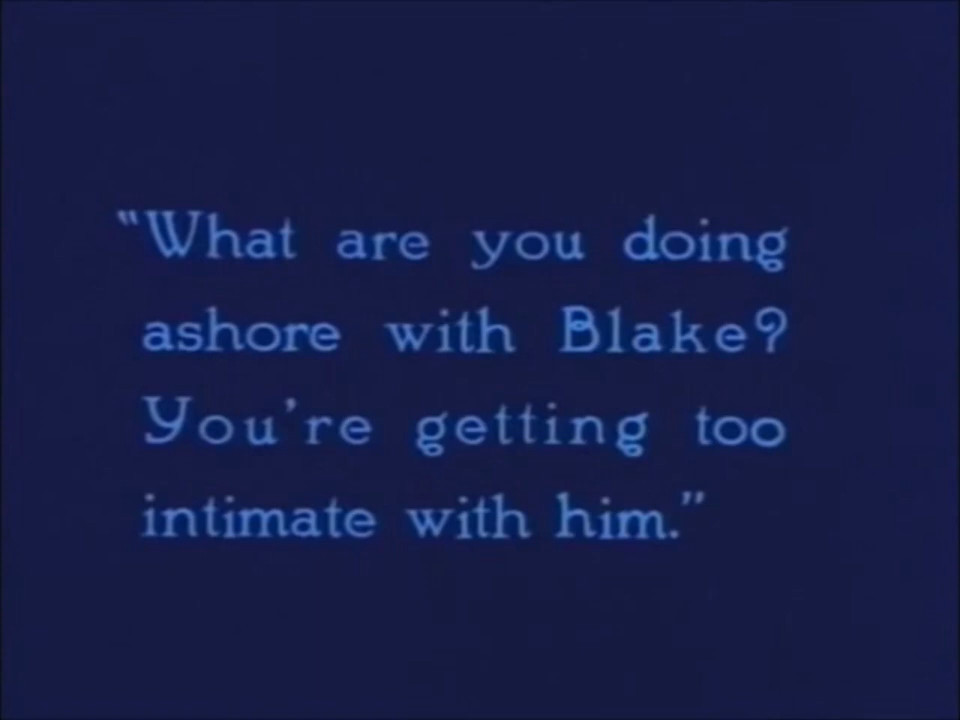 “What are you doing
ashore with Blake?
You're getting too
intimate with him.”